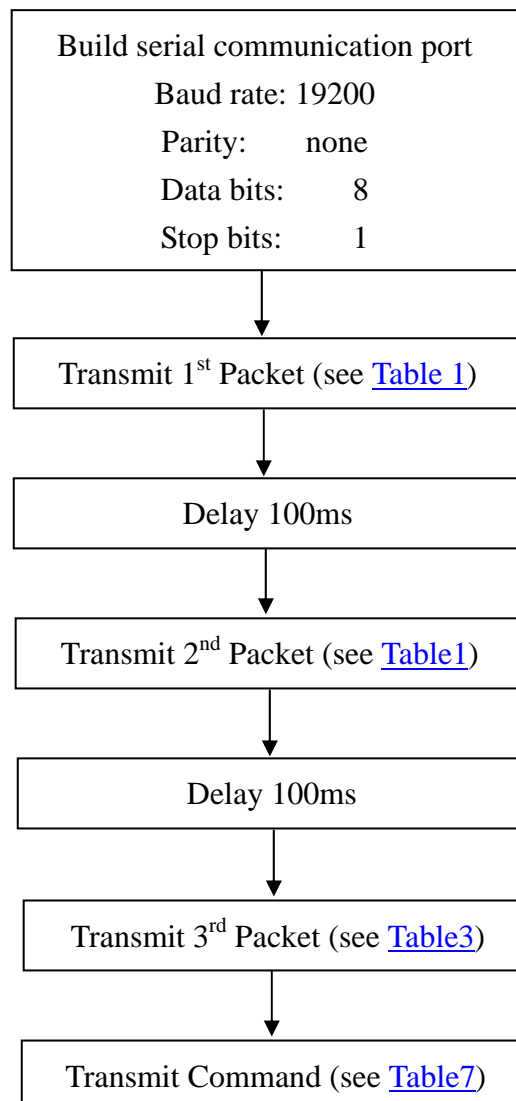 Build serial communication port
Baud rate: 19200
Parity: none
Data bits: 8
Stop bits: 1
Transmit 1st Packet (see Table 1)
Delay 100ms
Transmit 2nd Packet (see Table1)
Delay 100ms
Transmit 3rd Packet (see Table3)
Transmit Command (see Table7)